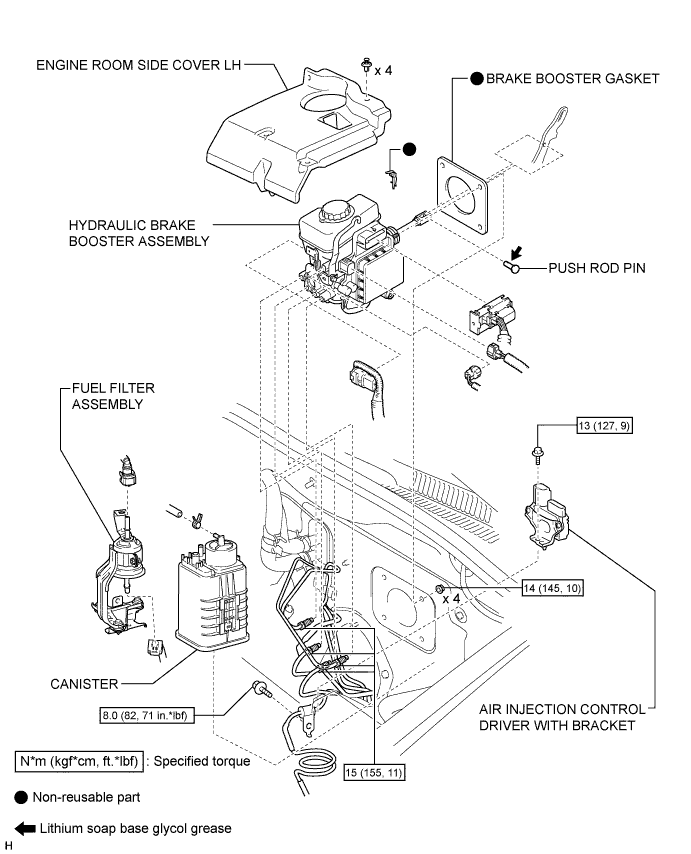 ENGINE ROOM SIDE COVER LH
x 4
BRAKE BOOSTER GASKET
HYDRAULIC BRAKE
BOOSTER ASSEMBLY
PUSH ROD PIN
FUEL FILTER
ASSEMBLY
13 (127, 9)
14 (145, 10)
x 4
CANISTER
8.0 (82, 71 in.*lbf)
AIR INJECTION CONTROL
DRIVER WITH BRACKET
N*m (kgf*cm, ft.*lbf) : Specified torque
15 (155, 11)
Non-reusable part
Lithium soap base glycol grease
H